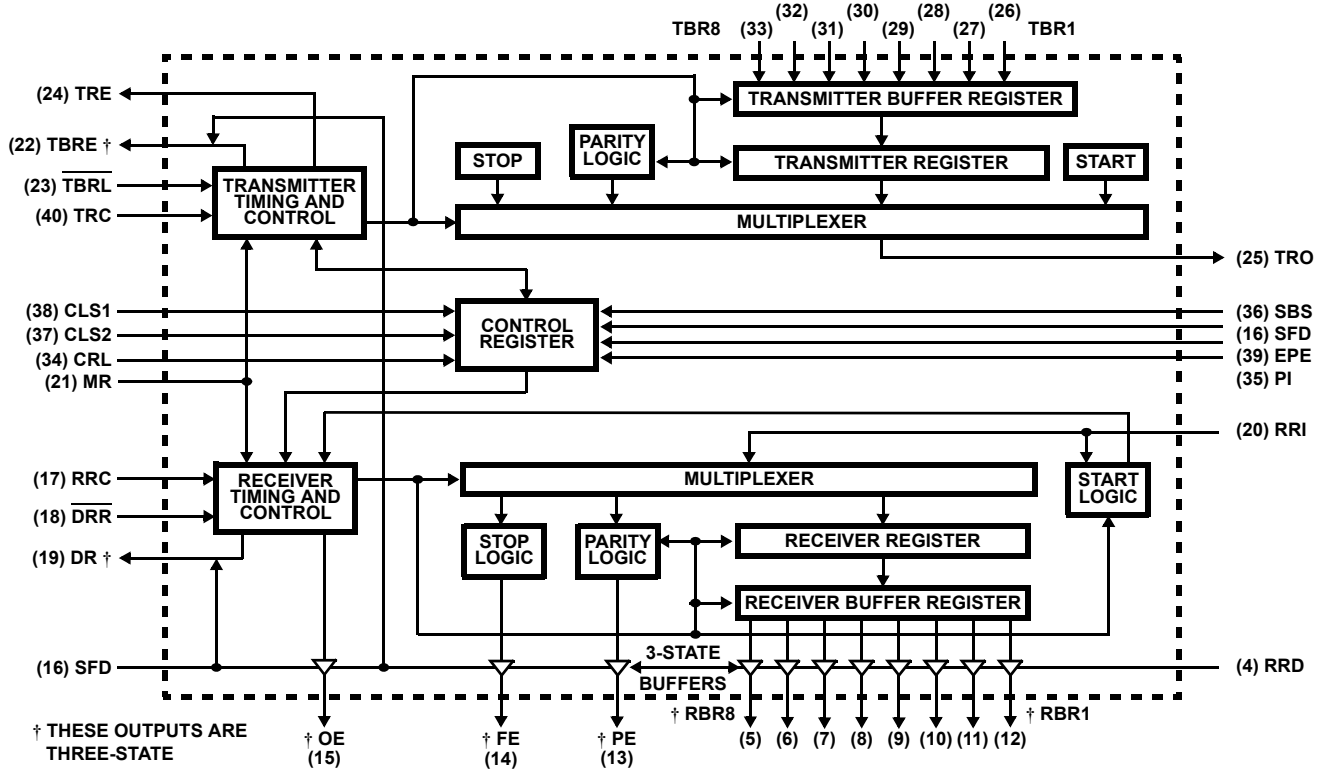 (32) (30) (28) (26)
TBR8 (33) (31) (29) (27) TBR1
(24) TRE
TRANSMITTER BUFFER REGISTER
(22) TBRE †
STOP
PARITY
LOGIC
TRANSMITTER REGISTER
START
(23) TBRL
(40) TRC
TRANSMITTER
TIMING AND
CONTROL
MULTIPLEXER
(25) TRO
(38) CLS1
(37) CLS2
(34) CRL
(21) MR
CONTROL
REGISTER
(36) SBS
(16) SFD
(39) EPE
(35) PI
(20) RRI
(17) RRC
(18) DRR
(19) DR †
RECEIVER
TIMING AND
CONTROL
MULTIPLEXER
START
LOGIC
STOP
LOGIC
PARITY
LOGIC
RECEIVER REGISTER
RECEIVER BUFFER REGISTER
(16) SFD
3-STATE
BUFFERS
(4) RRD
† RBR8
† RBR1
† THESE OUTPUTS ARE
THREE-STATE
† OE
(15)
† FE
(14)
† PE
(13)
(5) (6) (7) (8) (9) (10) (11) (12)